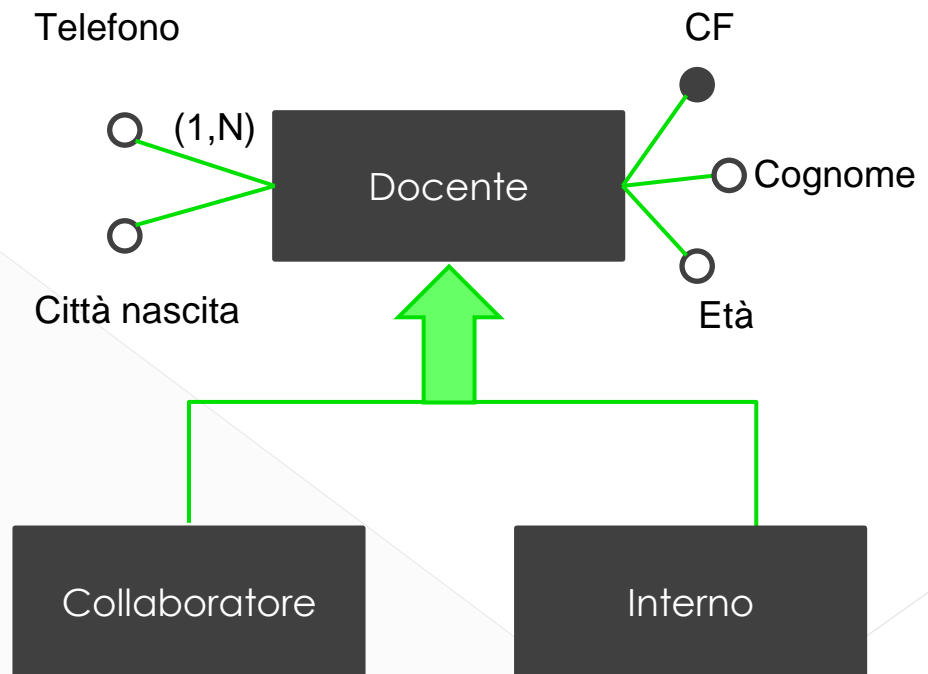 Telefono
CF
(1,N)
Docente
Cognome
Città nascita
Età
Collaboratore
Interno